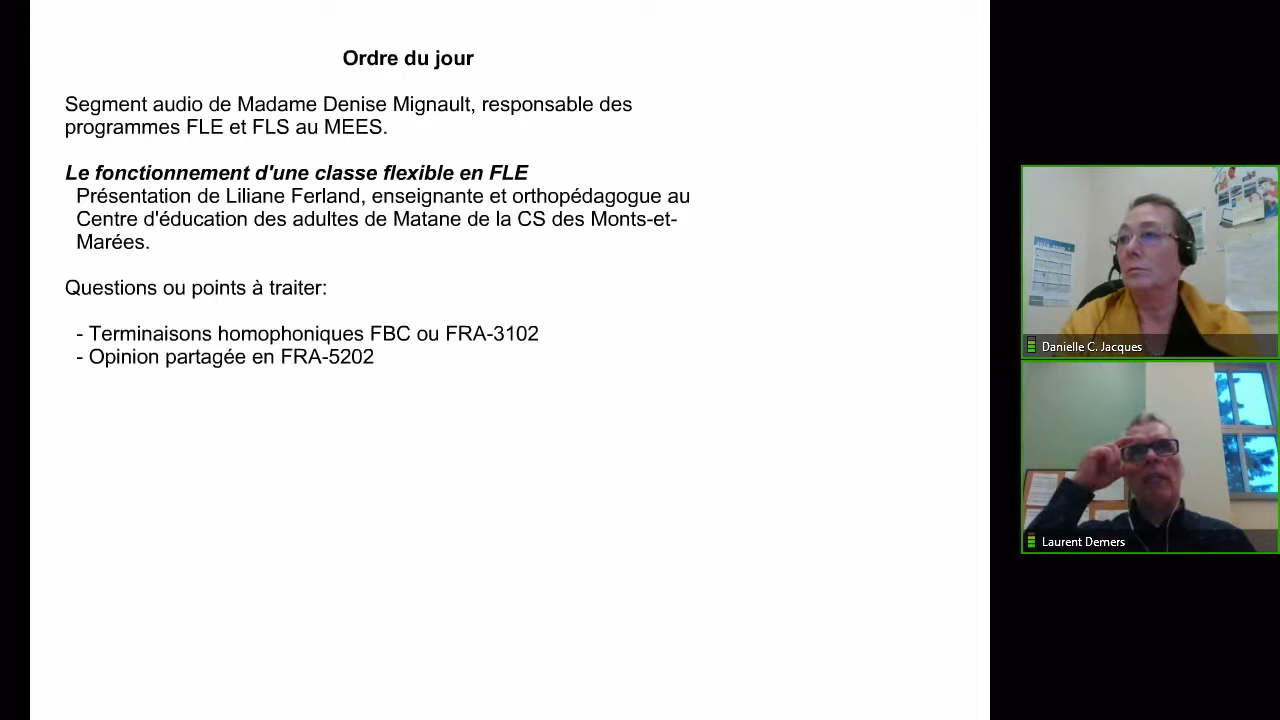 Ordre du jour
Segment audio de Madame Denise Mignault, responsable des
programmes FLE et FLS au MEES.
Le fonctionnement d'une classe flexible en FLE
Présentation de Liliane Ferland, enseignante et orthopédagogue au
Centre d'éducation des adultes de Matane de la CS des Monts-et-
Marées.
Questions ou points à traiter:
- Terminaisons homophoniques FBC ou FRA-3102
- Opinion partagée en FRA-5202
Danielle C. Jacques
Laurent Demers